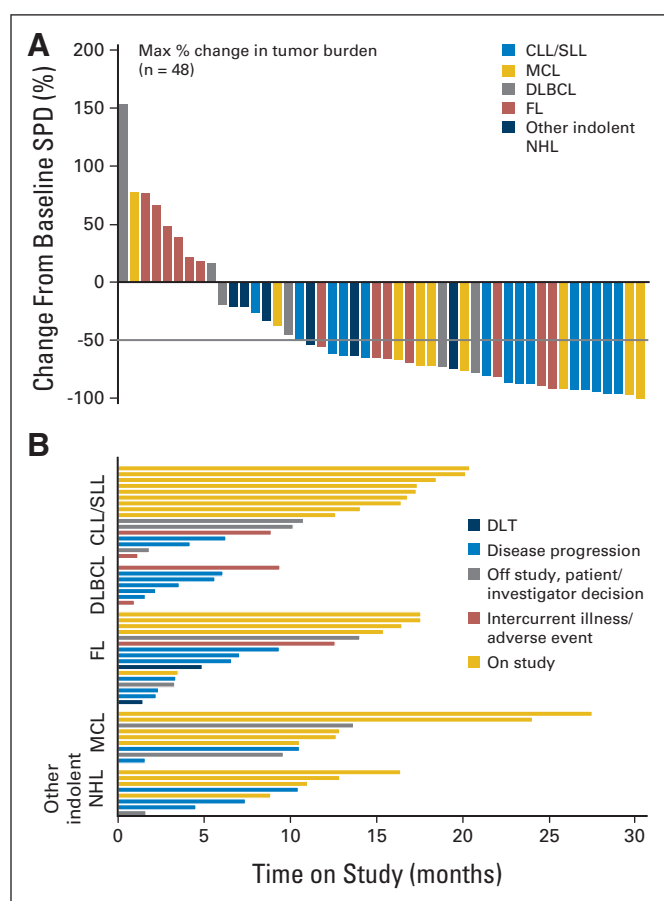 A
Change From Baseline SPD (%)
200
150
100
50
0
-50
-100
Max % change in tumor burden
(n = 48)
CLL/SLL
MCL
DLBCL
FL
Other indolent
NHL
B
CLL/SLL
DLBCL
FL
MCL
Other
indolent
NHL
DLT
Disease progression
Off study, patient/
investigator decision
Intercurrent illness/
adverse event
On study
0 5 10 15 20 25 30
Time on Study (months)